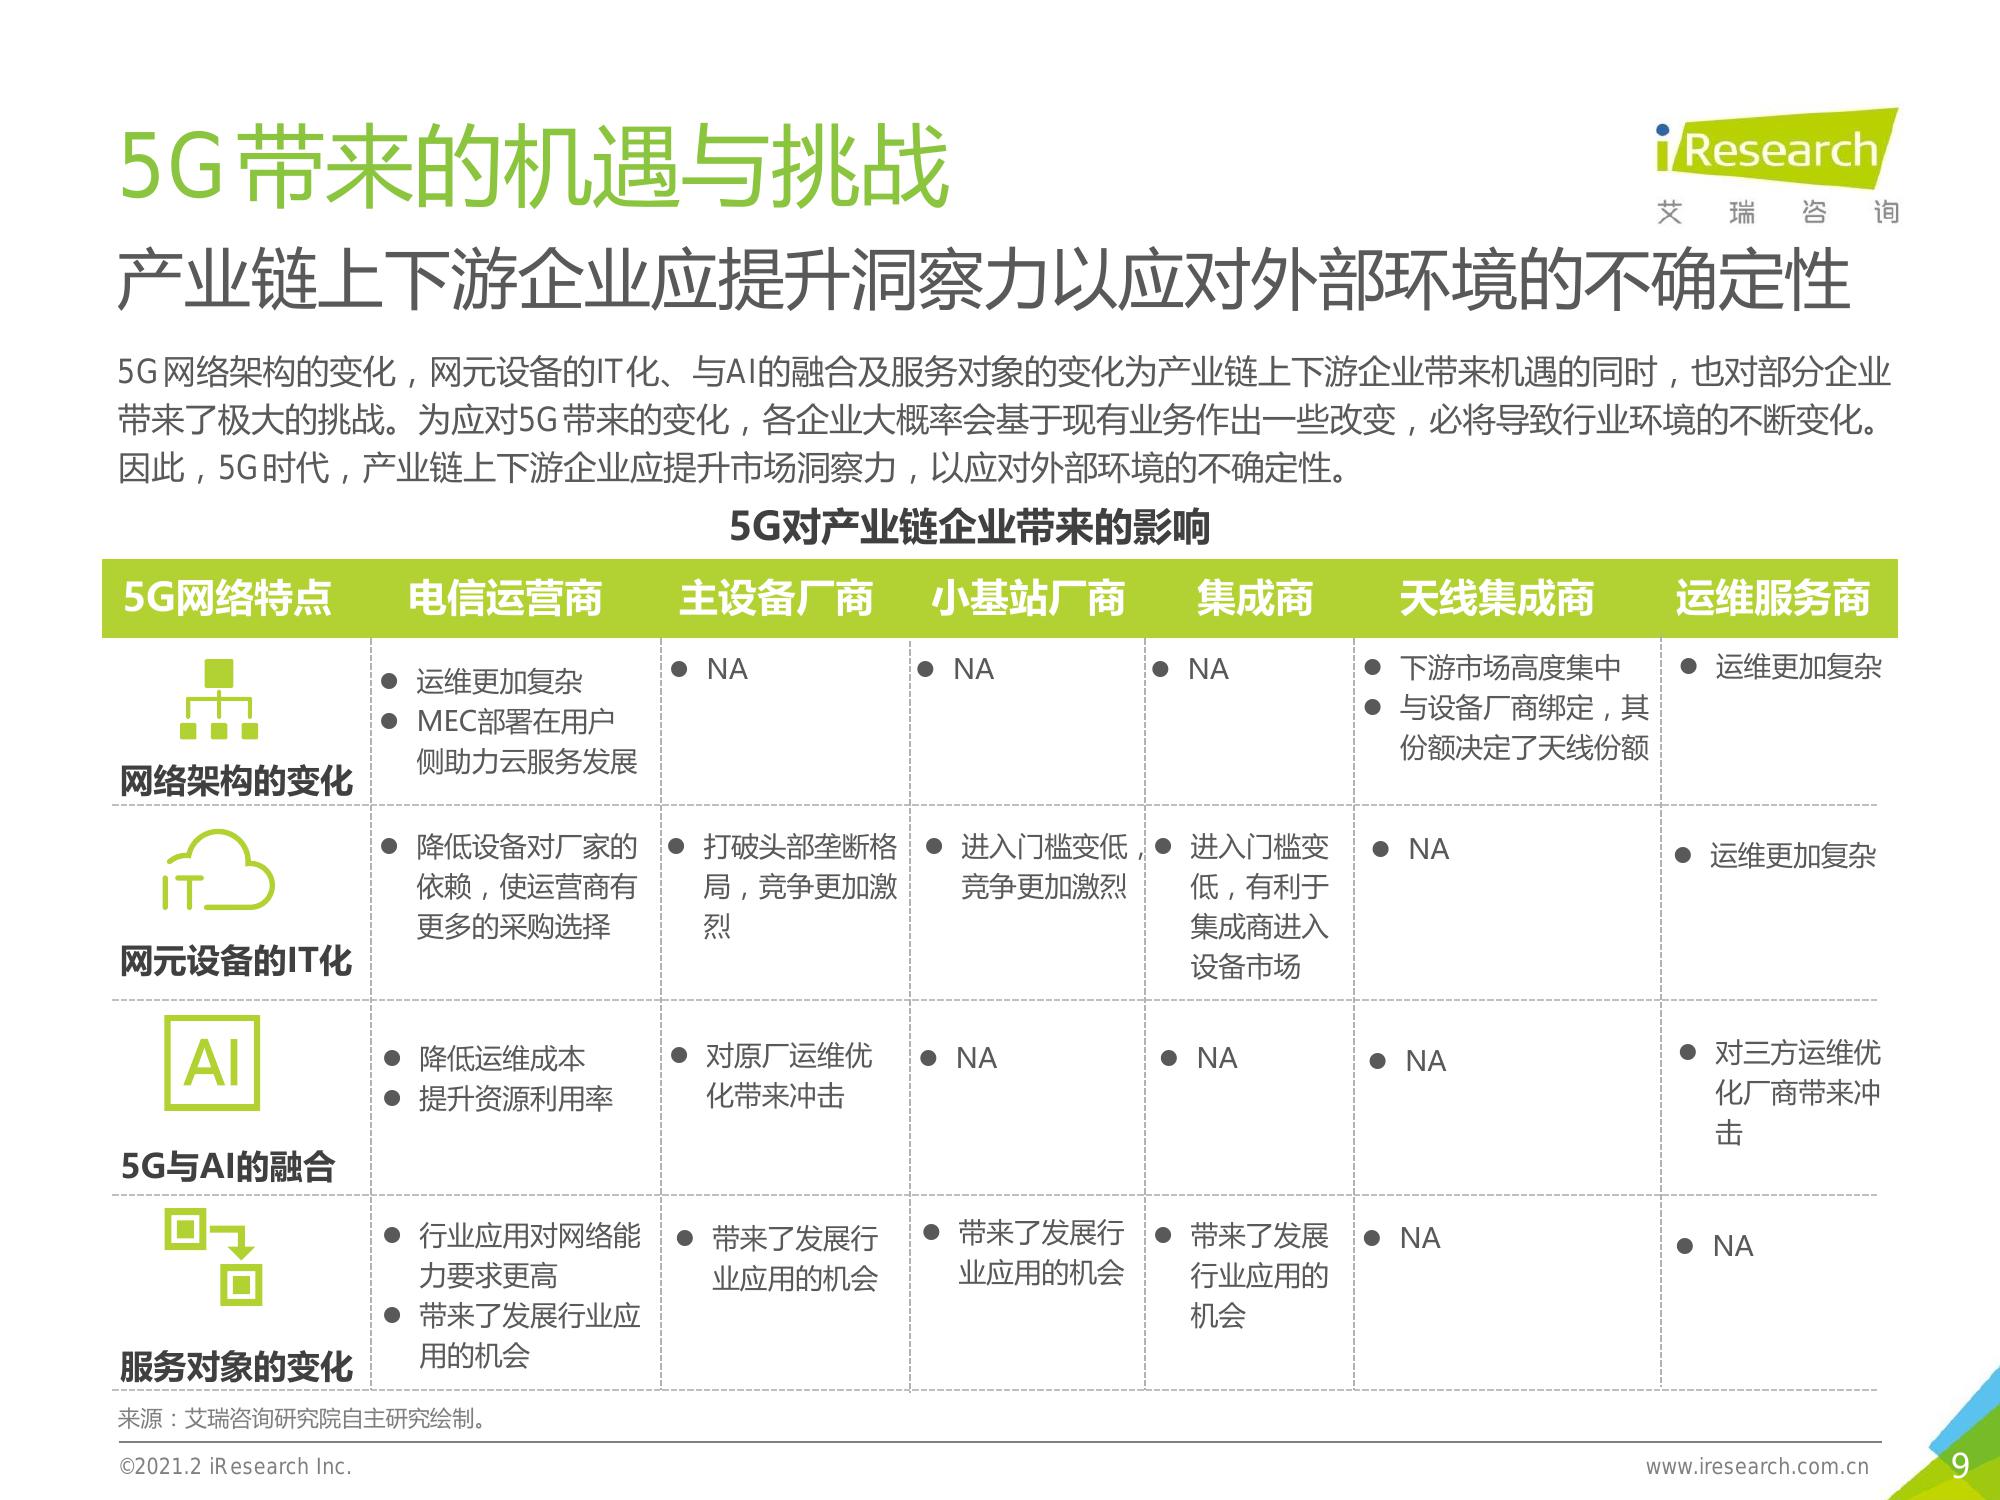 5G带来的机遇与挑战
iResearch
艾 瑞 咨 询
产业链上下游企业应提升洞察力以应对外部环境的不确定性
5G网络架构的变化，网元设备的IT化、与AI的融合及服务对象的变化为产业链上下游企业带来机遇的同时，也对部分企业
带来了极大的挑战。为应对5G带来的变化，各企业大概率会基于现有业务作出一些改变，必将导致行业环境的不断变化。
因此，5G时代，产业链上下游企业应提升市场洞察力，以应对外部环境的不确定性。
5G对产业链企业带来的影响
5G网络特点 电信运营商 主设备厂商 小基站厂商 集成商 天线集成商 运维服务商
网络架构的变化
● 运维更加复杂
● MEC部署在用户
侧助力云服务发展
● NA
● NA
● NA
● 下游市场高度集中
● 与设备厂商绑定，其
份额决定了天线份额
● 运维更加复杂
IT
网元设备的IT化
● 降低设备对厂家的
依赖，使运营商有
更多的采购选择
● 打破头部垄断格
局，竞争更加激
烈
● 进入门槛变低，
竞争更加激烈
● 进入门槛变
低，有利于
集成商进入
设备市场
● NA
● 运维更加复杂
AI
5G与AI的融合
● 降低运维成本
● 提升资源利用率
● 对原厂运维优
化带来冲击
● NA
● NA
● NA
● 对三方运维优
化厂商带来冲
击
服务对象的变化
● 行业应用对网络能
力要求更高
● 带来了发展行业应
用的机会
● 带来了发展行
业应用的机会
● 带来了发展行
业应用的机会
● 带来了发展
行业应用的
机会
● NA
● NA
来源：艾瑞咨询研究院自主研究绘制。
©2021.2 iResearch Inc.
www.iresearch.com.cn
9